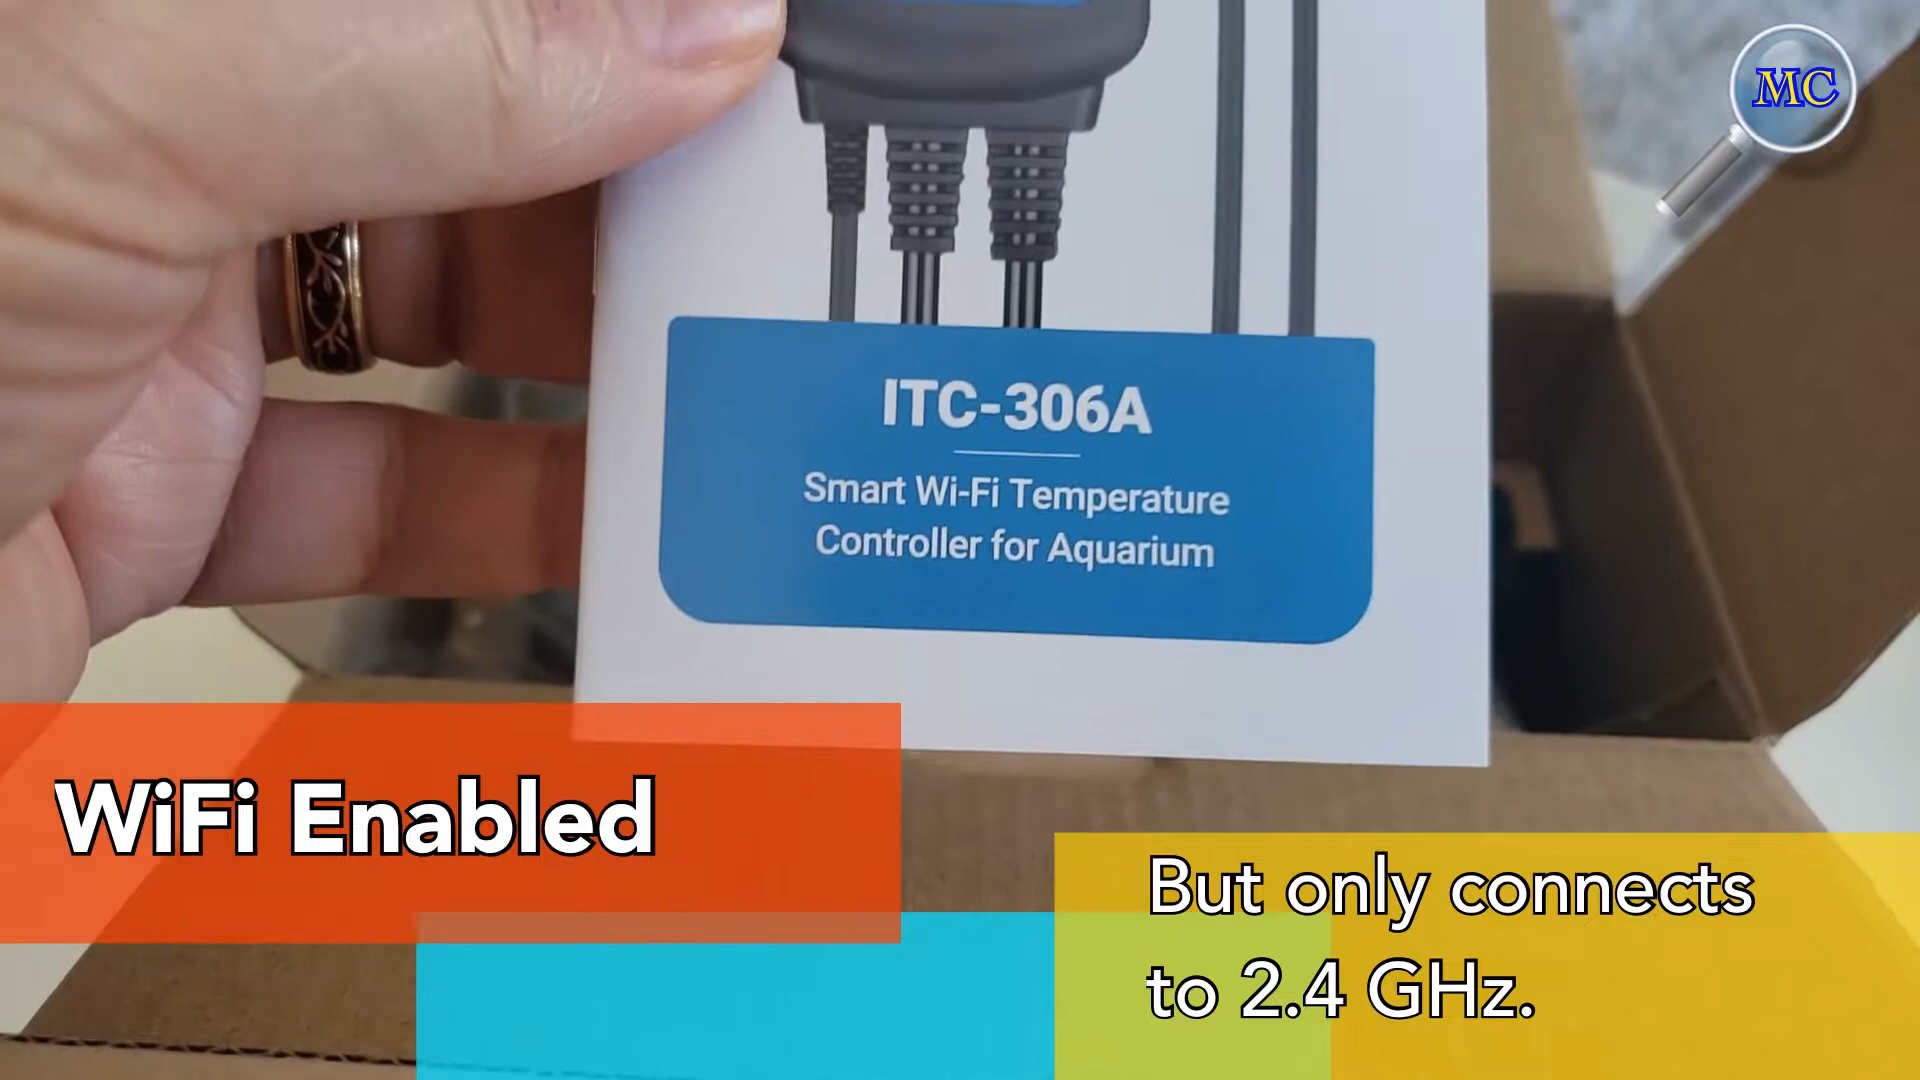 MC
ITC-306A
Smart Wi-Fi Temperature
Controller for Aquarium
WiFi Enabled
But only connects
to 2.4 GHz.